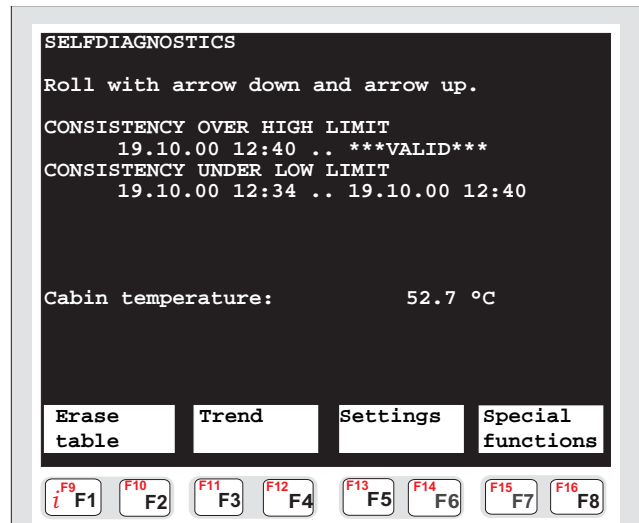 SELFDIAGNOSTICS
Roll with arrow down and arrow up.
CONSISTENCY OVER HIGH LIMIT
19.10.00 12:40 .. ***VALID***
CONSISTENCY UNDER LOW LIMIT
19.10.00 12:34 .. 19.10.00 12:40
Cabin temperature: 52.7 ºC
Erase Trend Settings Special
table functions
F9 F10 F11 F12 F13 F14 F15 F16
i F1 F2 F3 F4 F5 F6 F7 F8